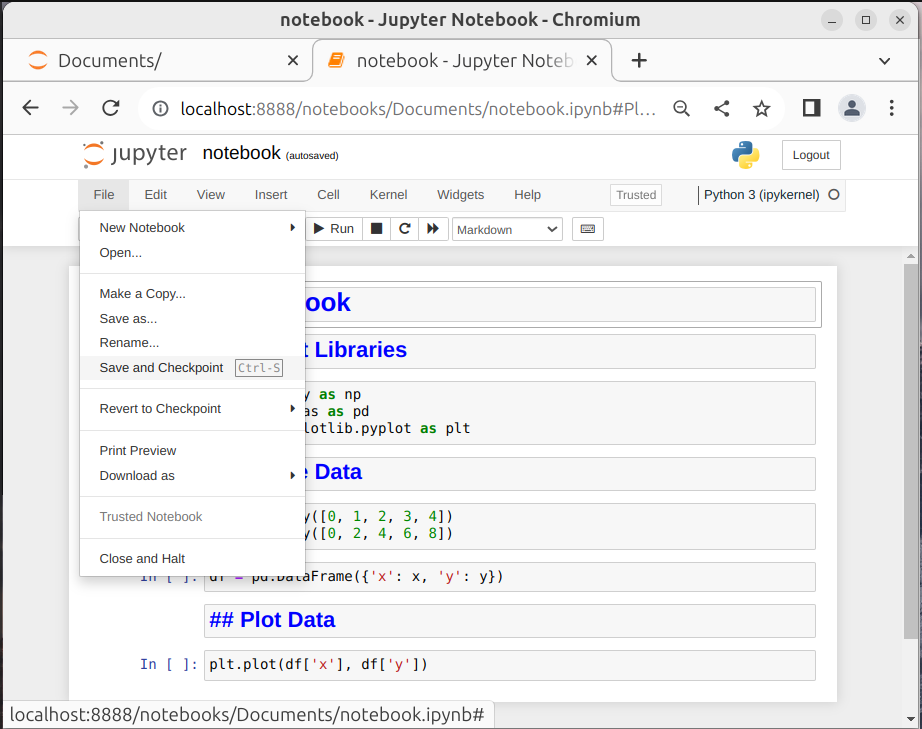 notebook - Jupyter Notebook - Chromium
Documents/
notebook - Jupyter Noteb
localhost:8888/notebooks/Documents/notebook.ipynb#Pl…
jupyter notebook (autosaved)
Logout
File Edit View Insert Cell Kernel Widgets Help Trusted Python 3 (ipykernel)
Run Markdown
New Notebook
Open...
Make a Copy...
Save as...
Rename...
Save and Checkpoint Ctrl-S
Revert to Checkpoint
Print Preview
Download as
Trusted Notebook
Close and Halt
ook
t Libraries
y as np
as as pd
lotlib.pyplot as plt
e Data
y([0, 1, 2, 3, 4])
y([0, 2, 4, 6, 8])
In [ ]: df = pd.DataFrame({'x': x, 'y': y})
## Plot Data
In [ ]: plt.plot(df['x'], df['y'])
localhost:8888/notebooks/Documents/notebook.ipynb#